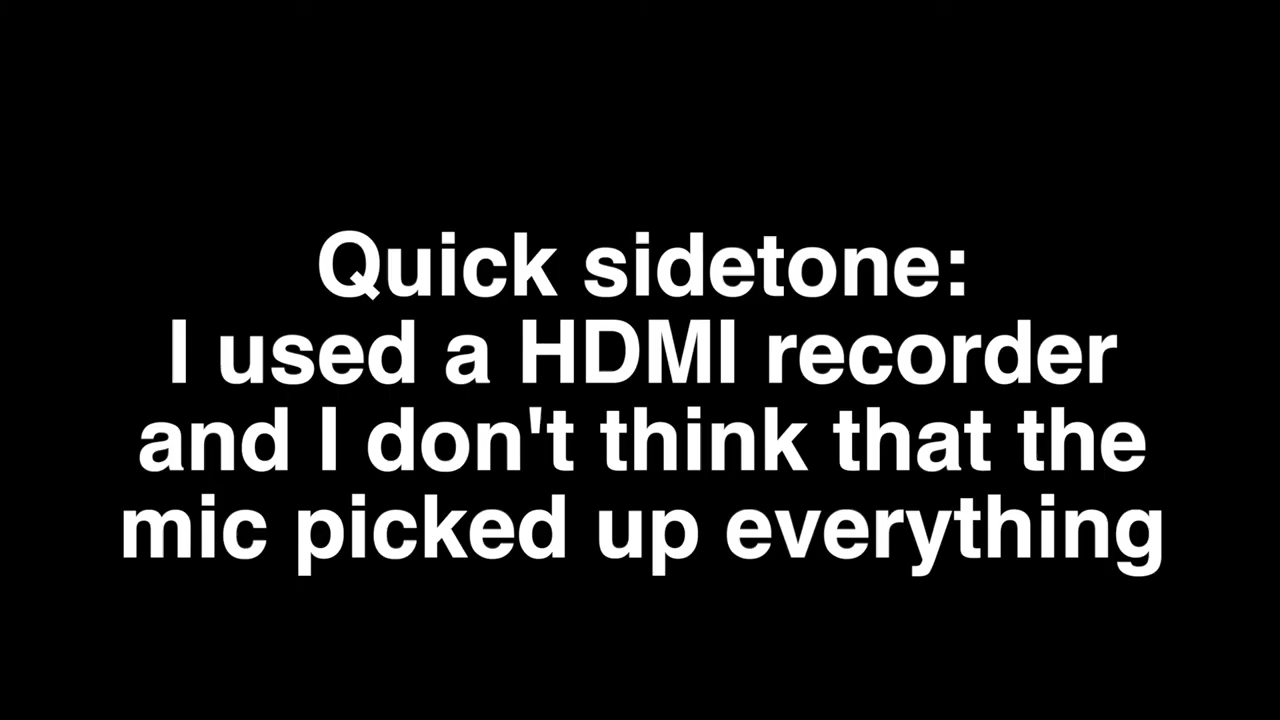 Quick sidetone:
I used a HDMI recorder
and I don't think that the
mic picked up everything